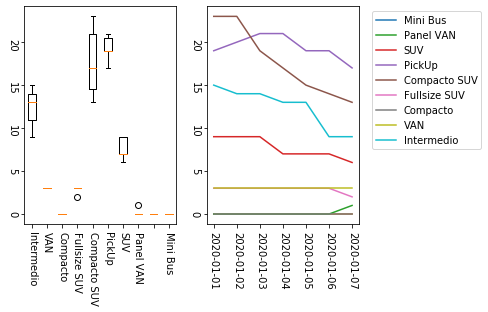 0
5
10
15
20
Intermedio
VAN
Compacto
Fullsize SUV
Compacto SUV
PickUp
SUV
Panel VAN
Mini Bus
0
5
10
15
20
2020-01-01
2020-01-02
2020-01-03
2020-01-04
2020-01-05
2020-01-06
2020-01-07
Mini Bus
Panel VAN
SUV
PickUp
Compacto SUV
Fullsize SUV
Compacto
VAN
Intermedio